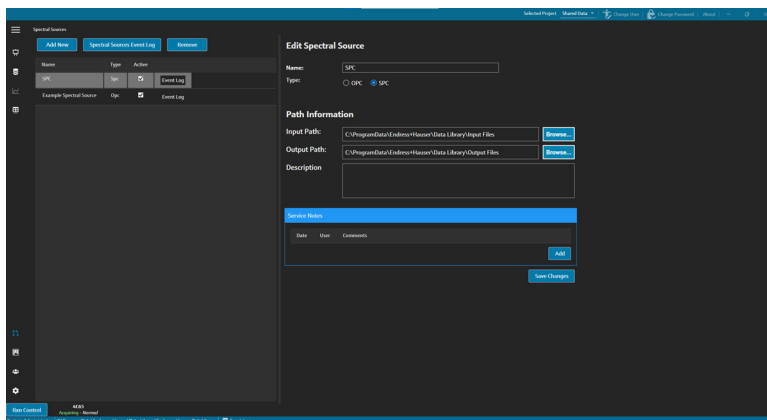 Selected Project Shared Data Change User | Change Password | About
Spectral Sources
Add New Spectral Sources Event Log Remove
Name Type Active
SPC Spc Event Log
Example Spectral Source Opc Event Log
Edit Spectral Source
Name: SPC
Type: OPC SPC
Path Information
Input Path: C:\ProgramData\Endress+Hauser\Data Library\Input Files Browse...
Output Path: C:\ProgramData\Endress+Hauser\Data Library\Output Files Browse...
Description
Service Notes
Date User Comments
Add
Save Changes
Run Control
Acquiring - Normal